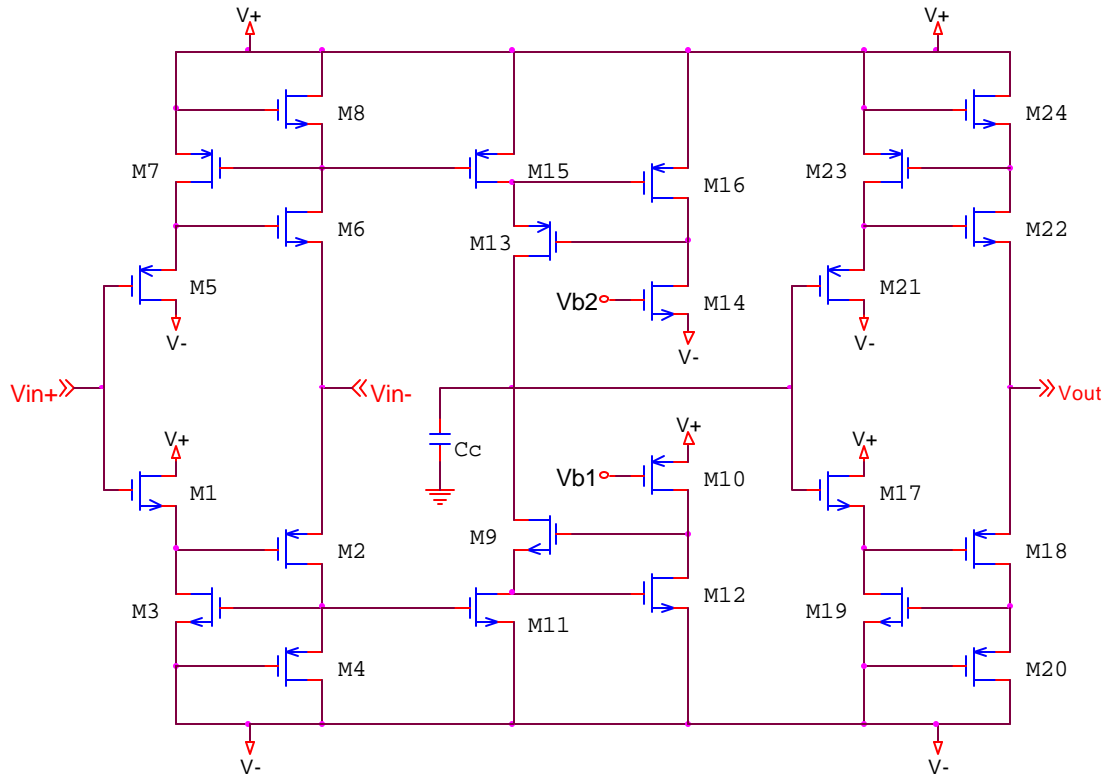 V+
V+
M8
M24
M7
M15
M16
M23
M6
M13
M22
M5
Vb2
M14
M21
V-
V-
V-
Vin+
Vin-
Vout
V+
V+
V+
Cc
Vb1
M10
M1
M17
M9
M2
M18
M3
M12
M19
M11
M4
M20
V-
V-